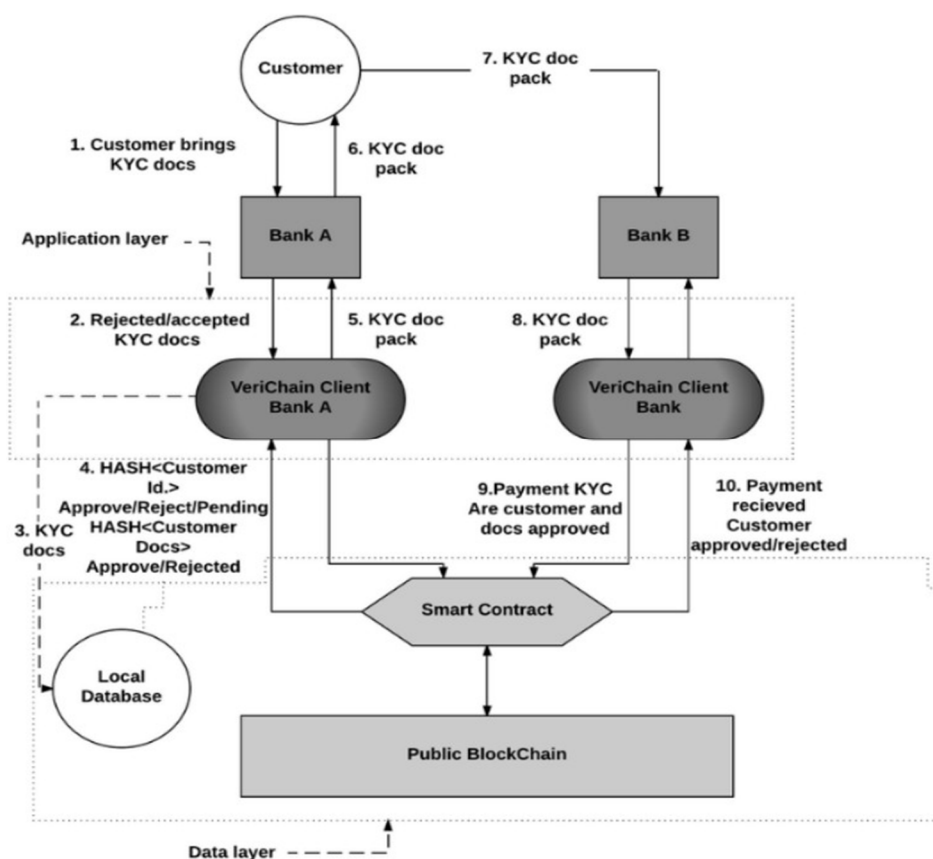 Customer
7. KYC doc
pack
1. Customer brings
KYC docs
6. KYC doc
pack
Application layer
Bank A
Bank B
2. Rejected/accepted
KYC docs
5. KYC doc
pack
8. KYC doc
pack
VeriChain Client
Bank A
VeriChain Client
Bank
4. HASH<Customer
Id.>
Approve/Reject/Pending
HASH<Customer
Docs>
Approve/Rejected
3. KYC
docs
9.Payment KYC
Are customer and
docs approved
10. Payment
recieved
Customer
approved/rejected
Smart Contract
Local
Database
Public BlockChain
Data layer